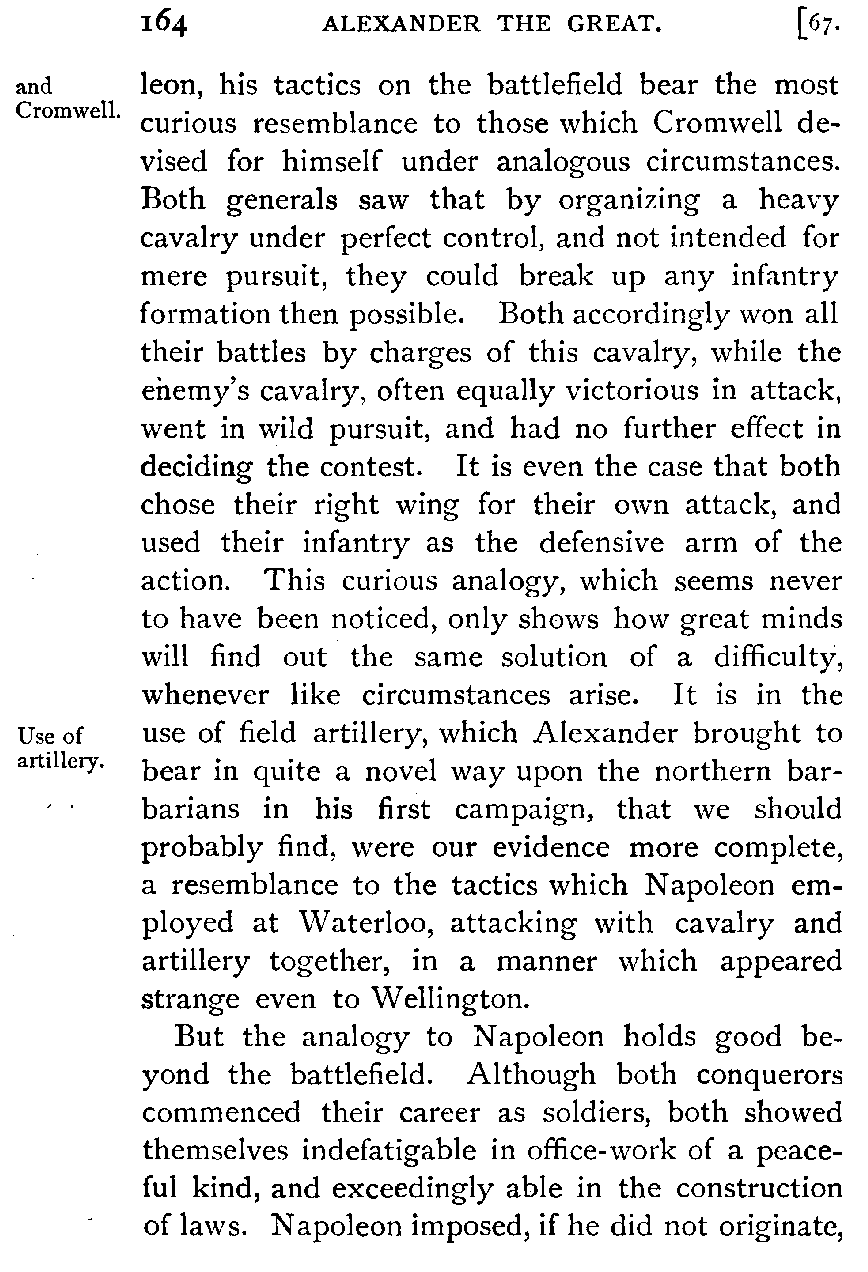 164 ALEXANDER THE GREAT. [67.
and
Cromwell.
leon, his tactics on the battlefield bear the most
curious resemblance to those which Cromwell de-
vised for himself under analogous circumstances.
Both generals saw that by organizing a heavy
cavalry under perfect control, and not intended for
mere pursuit, they could break up any infantry
formation then possible. Both accordingly won all
their battles by charges of this cavalry, while the
enemy's cavalry, often equally victorious in attack,
went in wild pursuit, and had no further effect in
deciding the contest. It is even the case that both
chose their right wing for their own attack, and
used their infantry as the defensive arm of the
action. This curious analogy, which seems never
to have been noticed, only shows how great minds
will find out the same solution of a difficulty,
whenever like circumstances arise. It is in the
Use of
artillery.
use of field artillery, which Alexander brought to
bear in quite a novel way upon the northern bar-
barians in his first campaign, that we should
probably find, were our evidence more complete,
a resemblance to the tactics which Napoleon em-
ployed at Waterloo, attacking with cavalry and
artillery together, in a manner which appeared
strange even to Wellington.
But the analogy to Napoleon holds good be-
yond the battlefield. Although both conquerors
commenced their career as soldiers, both showed
themselves indefatigable in office-work of a peace-
ful kind, and exceedingly able in the construction
of laws. Napoleon imposed, if he did not originate,